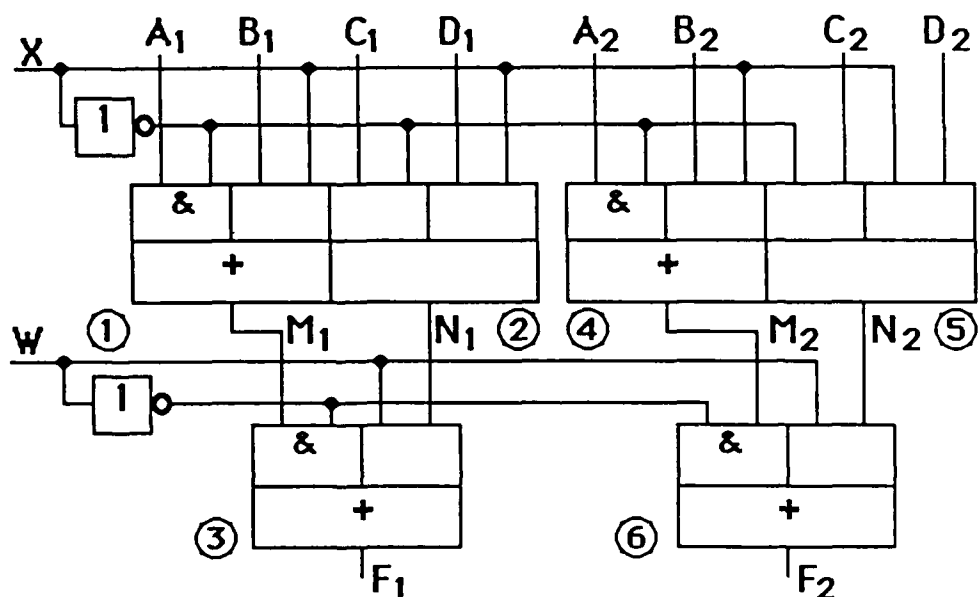 X A₁ B₁ C₁ D₁ A₂ B₂ C₂ D₂
1
& &
+ +
① M₁ N₁ ② ④ M₂ N₂ ⑤
W
1
& &
+ +
③ ⑥
F₁ F₂